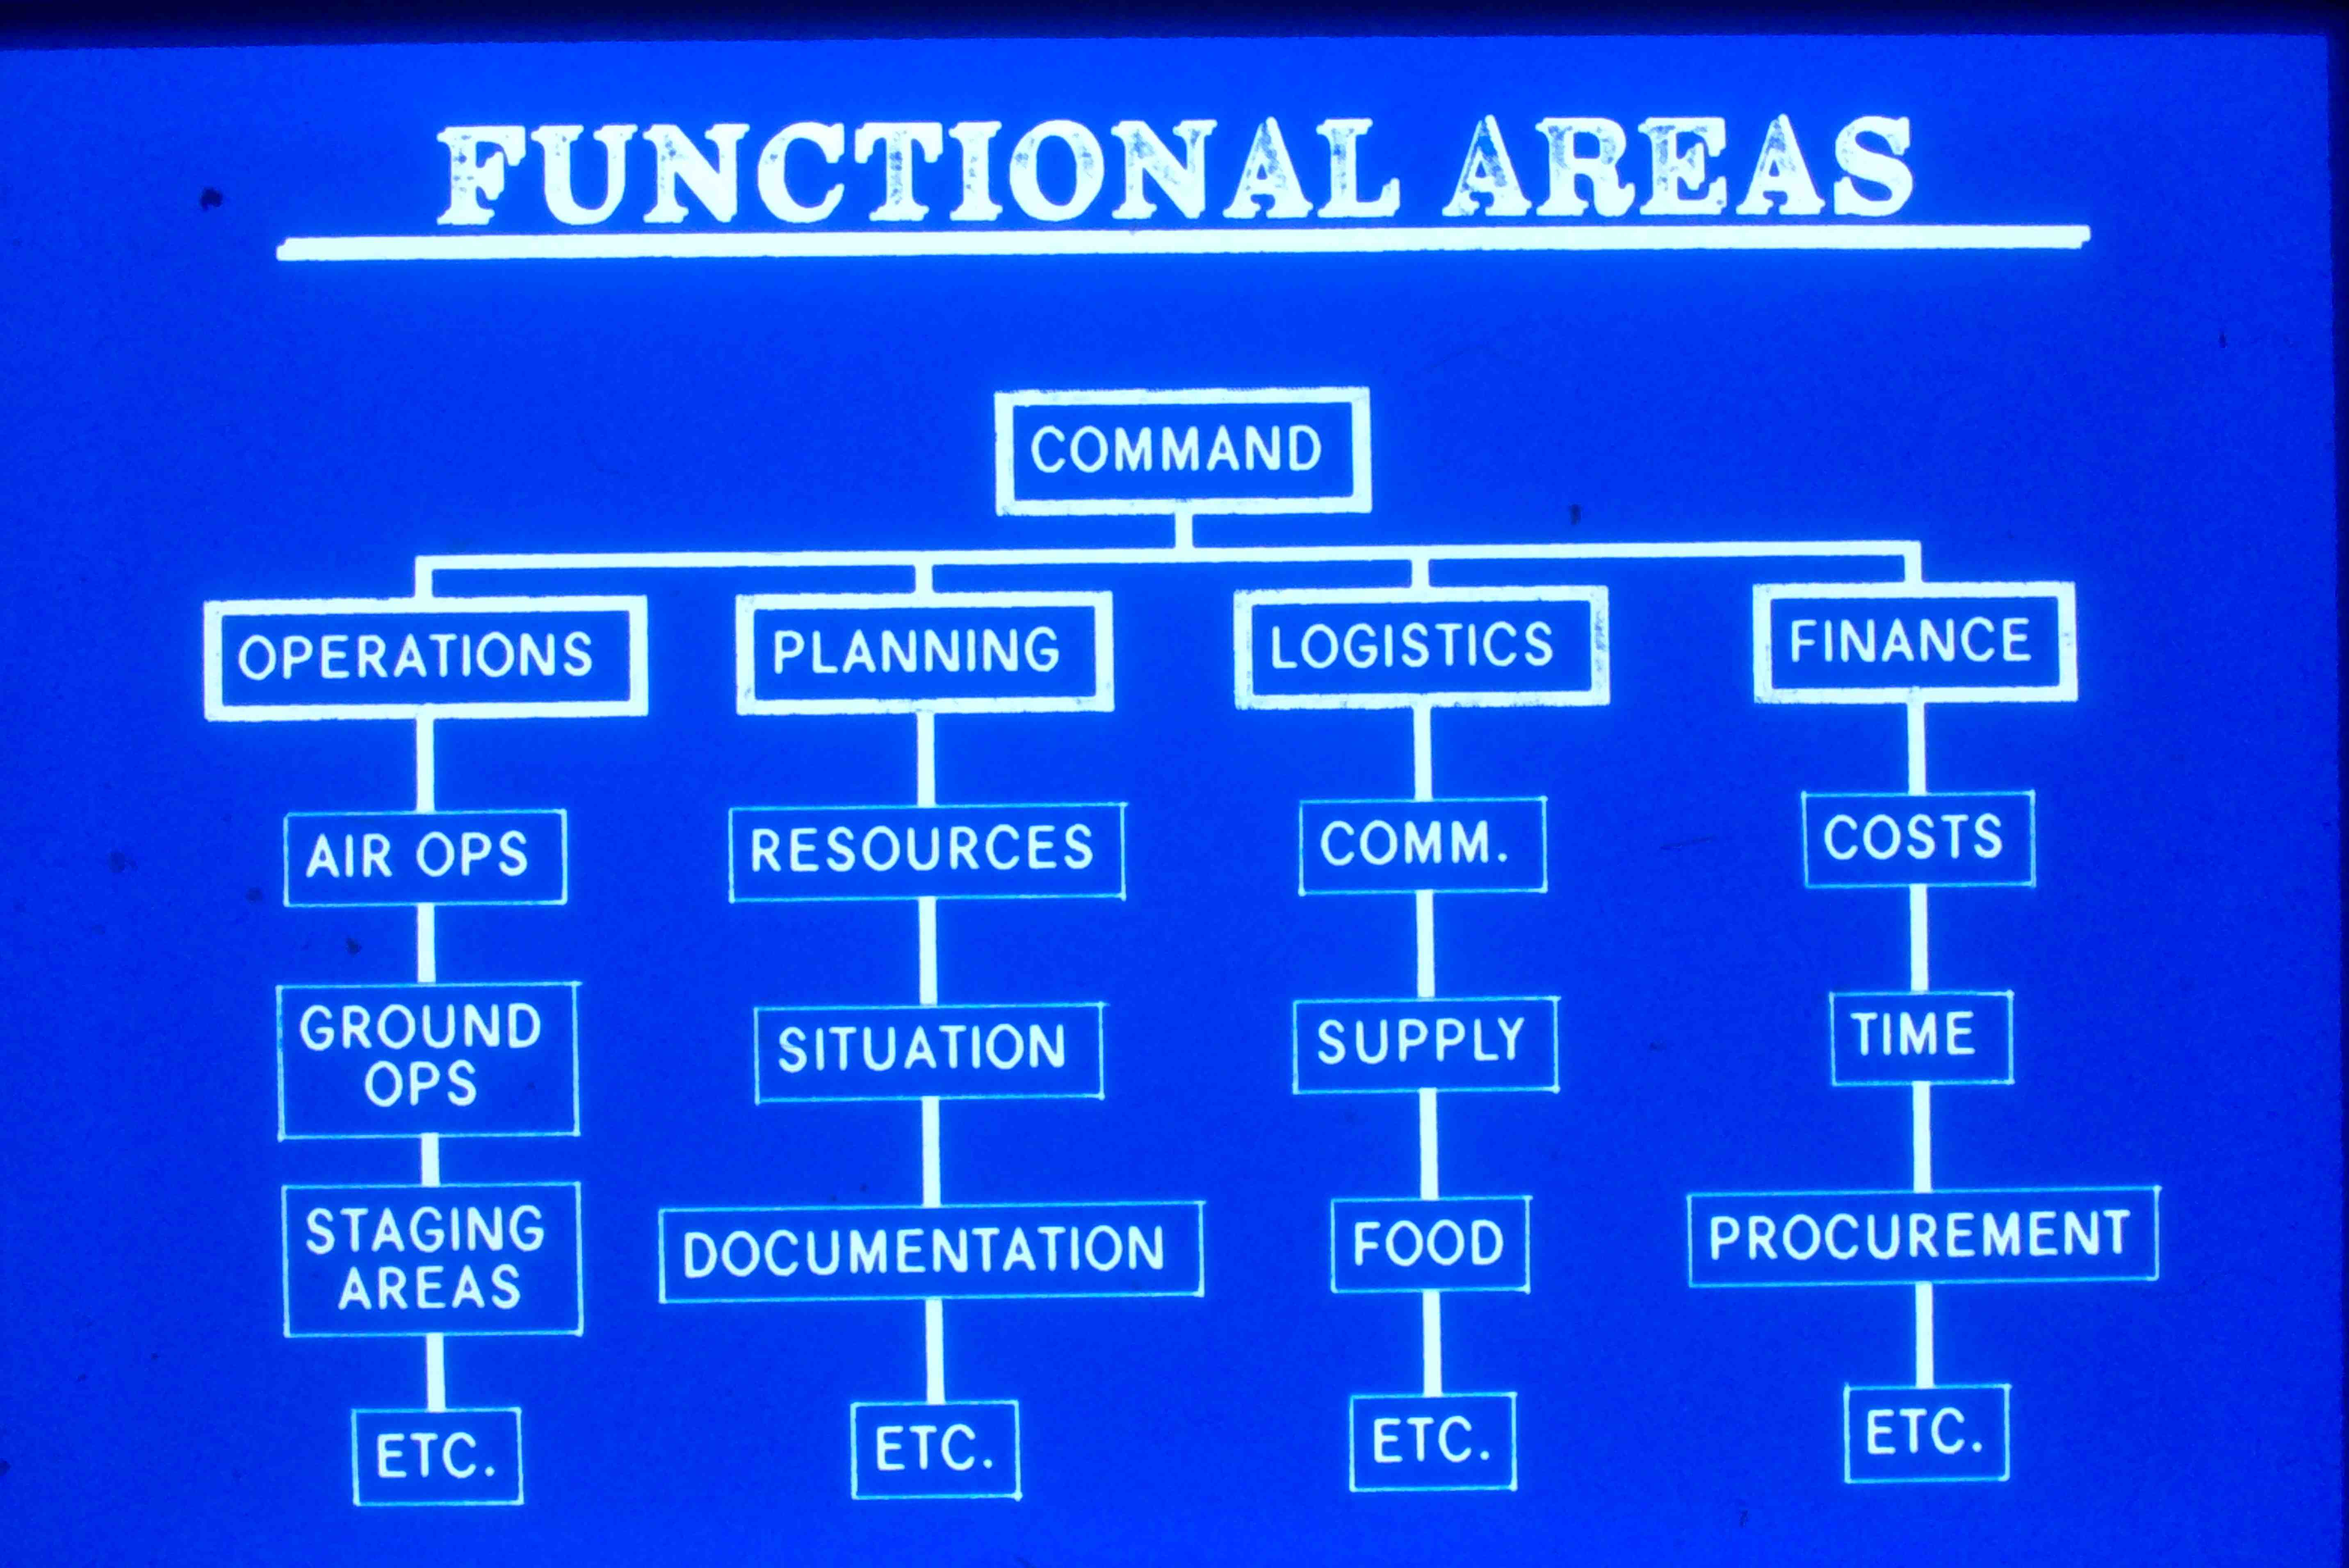 FUNCTIONAL AREAS
COMMAND
OPERATIONS
PLANNING
LOGISTICS
FINANCE
AIR OPS
RESOURCES
COMM.
COSTS
GROUND
OPS
SITUATION
SUPPLY
TIME
STAGING
AREAS
DOCUMENTATION
FOOD
PROCUREMENT
ETC.
ETC.
ETC.
ETC.